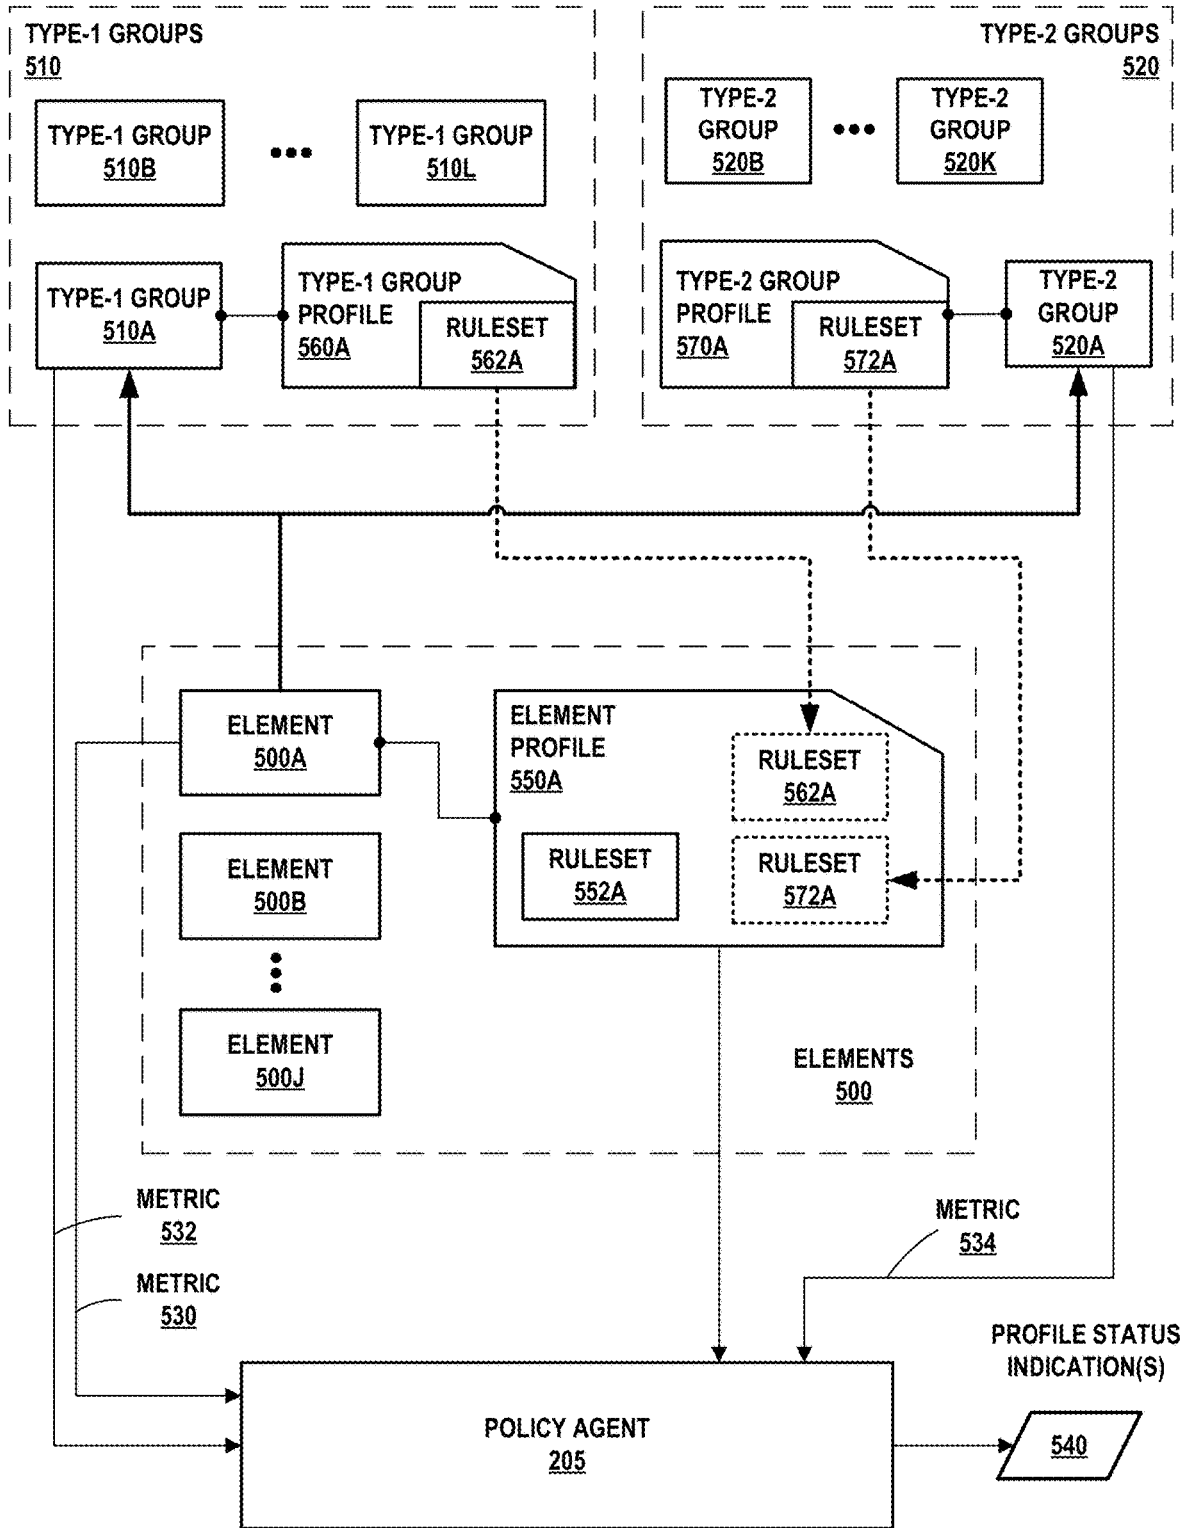 TYPE-1 GROUPS
510
TYPE-2 GROUPS
520
TYPE-1 GROUP
510B
TYPE-1 GROUP
510L
TYPE-2
GROUP
520B
TYPE-2
GROUP
520K
TYPE-1 GROUP
510A
TYPE-1 GROUP
PROFILE
560A
RULESET
562A
TYPE-2 GROUP
PROFILE
570A
RULESET
572A
TYPE-2
GROUP
520A
ELEMENT
500A
ELEMENT
PROFILE
550A
RULESET
562A
RULESET
552A
RULESET
572A
ELEMENT
500B
ELEMENT
500J
ELEMENTS
500
METRIC
532
METRIC
534
METRIC
530
PROFILE STATUS
INDICATION(S)
540
POLICY AGENT
205